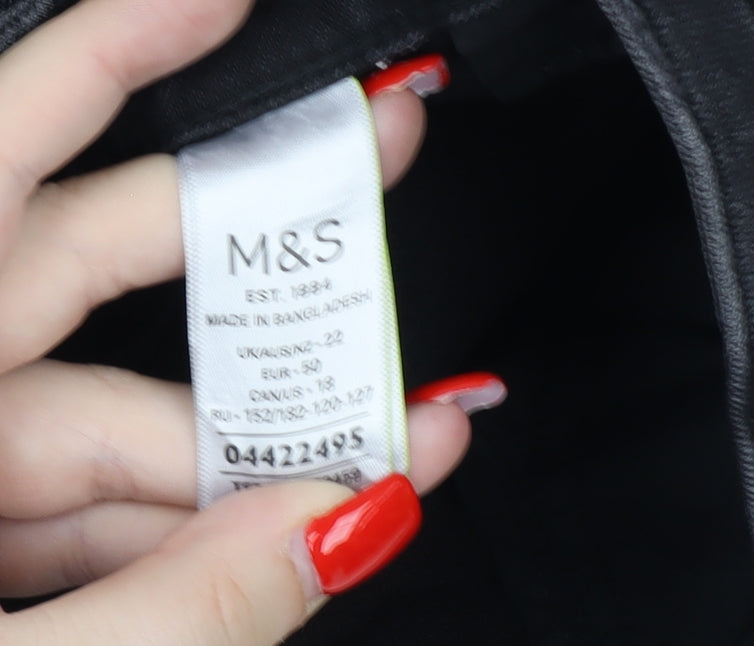 M&S
EST. 1884
MADE IN BANGLADESH
UK/AUS/NZ - 22
EUR - 50
CAN/US - 18
RU - 152/182-120-127
04422495